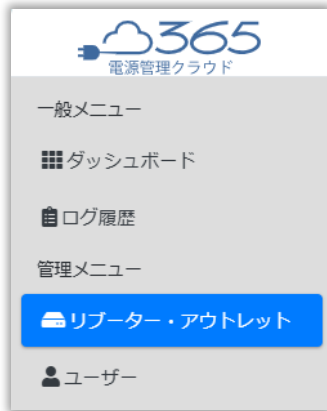 365
電源管理クラウド
一般メニュー
ダッシュボード
ログ履歴
管理メニュー
リブーター・アウトレット
ユーザー